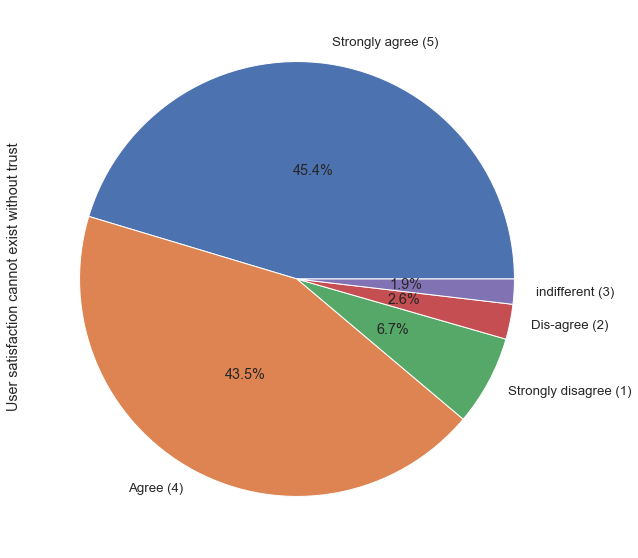 Strongly agree (5)
45.4%
User satisfaction cannot exist without trust
1.9%
indifferent (3)
2.6%
Dis-agree (2)
6.7%
43.5%
Strongly disagree (1)
Agree (4)